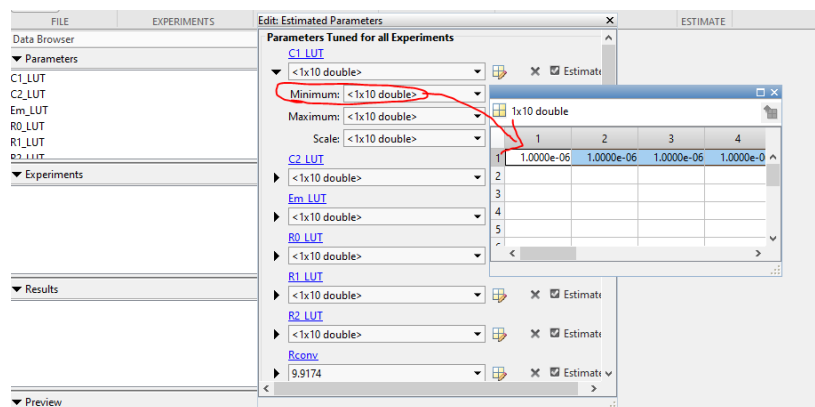 FILE
EXPERIMENTS
ESTIMATE
Data Browser
▼ Parameters
C1_LUT
C2_LUT
Em_LUT
R0_LUT
R1_LUT
R2_LUT
▼ Experiments
▼ Results
▼ Preview
Edit: Estimated Parameters
Parameters Tuned for all Experiments
C1_LUT
<1x10 double>
Estimate
Minimum: <1x10 double>
Maximum: <1x10 double>
Scale: <1x10 double>
C2_LUT
<1x10 double>
Em_LUT
<1x10 double>
R0_LUT
<1x10 double>
R1_LUT
<1x10 double>
Estimate
R2_LUT
<1x10 double>
Estimate
Rconv
9.9174
Estimate
1x10 double
1 2 3 4
1 1.0000e-06 1.0000e-06 1.0000e-06 1.0000e-0
2
3
4
5